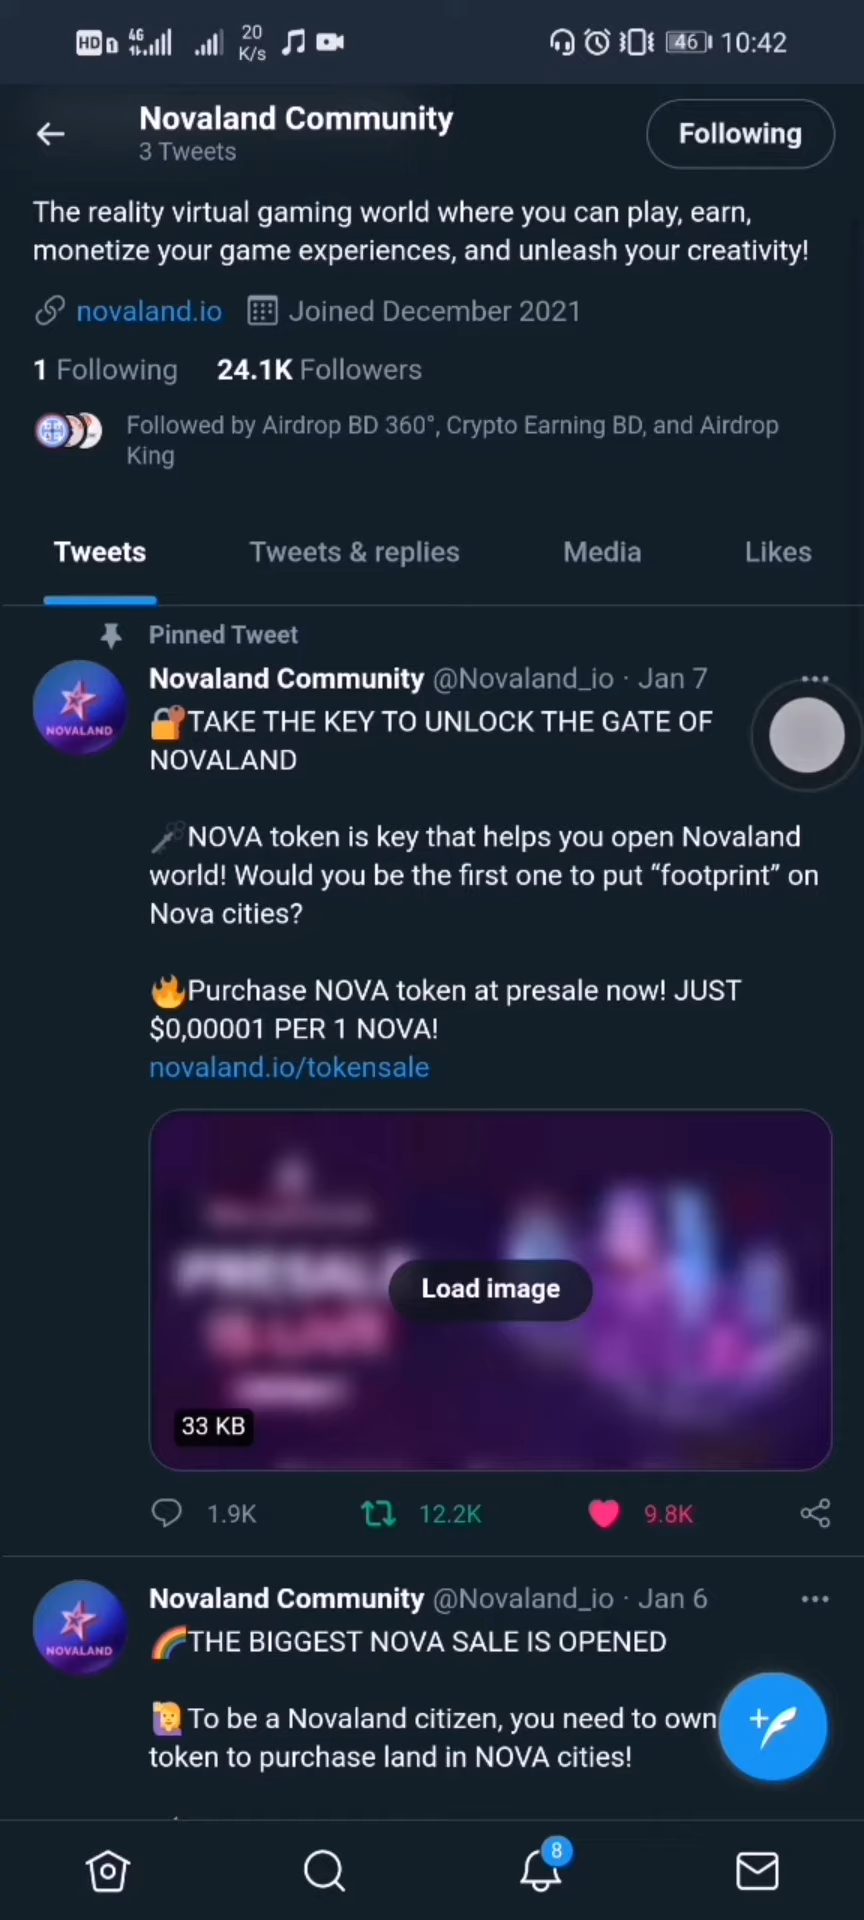 HD 4G 20 K/s 46 10:42
Novaland Community
3 Tweets
Following
The reality virtual gaming world where you can play, earn,
monetize your game experiences, and unleash your creativity!
novaland.io Joined December 2021
1 Following 24.1K Followers
Followed by Airdrop BD 360°, Crypto Earning BD, and Airdrop
King
Tweets Tweets & replies Media Likes
Pinned Tweet
Novaland Community @Novaland_io · Jan 7
NOVALAND
🔐TAKE THE KEY TO UNLOCK THE GATE OF
NOVALAND
🗝NOVA token is key that helps you open Novaland
world! Would you be the first one to put “footprint” on
Nova cities?
🔥Purchase NOVA token at presale now! JUST
$0,00001 PER 1 NOVA!
novaland.io/tokensale
PRESALE
IS LIVE
Load image
33 KB
1.9K 12.2K 9.8K
Novaland Community @Novaland_io · Jan 6
NOVALAND
🌈THE BIGGEST NOVA SALE IS OPENED
🙋To be a Novaland citizen, you need to own
token to purchase land in NOVA cities!
8